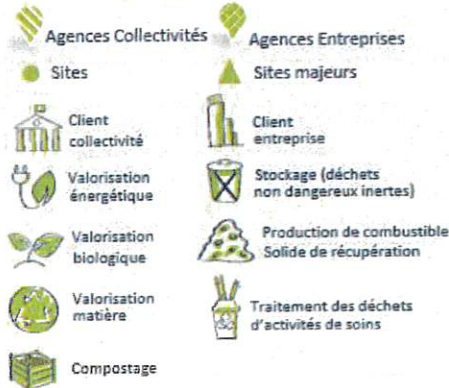 Agences Collectivités
Agences Entreprises
Sites
Sites majeurs
Client
collectivité
Client
entreprise
Valorisation
énergétique
Stockage (déchets
non dangereux inertes)
Valorisation
biologique
Production de combustible
Solide de récupération
Valorisation
matière
Traitement des déchets
d'activités de soins
Compostage